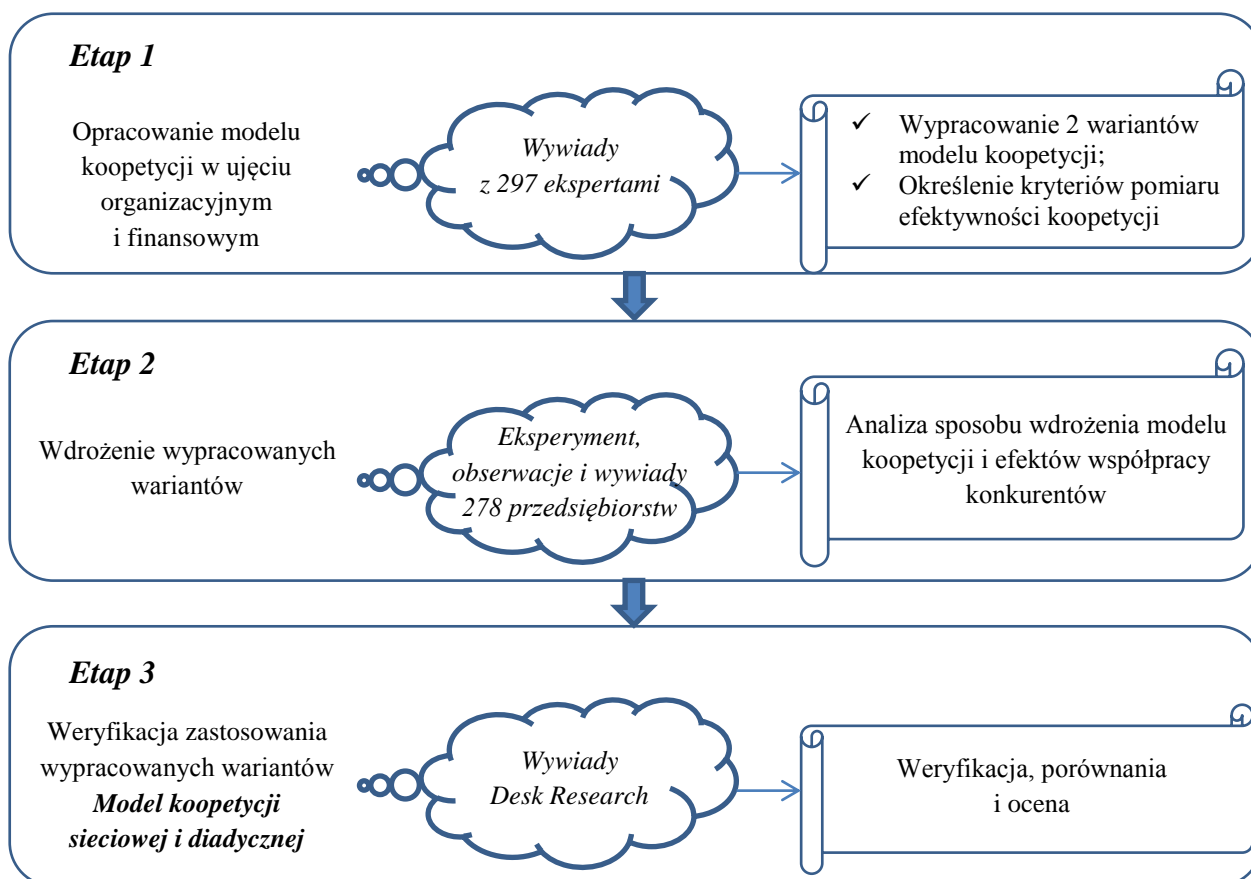 Etap 1
Opracowanie modelu
koopetycji w ujęciu
organizacyjnym
i finansowym
Wywiady
z 297 ekspertami
✓ Wypracowanie 2 wariantów
modelu koopetycji;
✓ Określenie kryteriów pomiaru
efektywności koopetycji
Etap 2
Wdrożenie wypracowanych
wariantów
Eksperyment,
obserwacje i wywiady
278 przedsiębiorstw
Analiza sposobu wdrożenia modelu
koopetycji i efektów współpracy
konkurentów
Etap 3
Weryfikacja zastosowania
wypracowanych wariantów
Model koopetycji
sieciowej i diadycznej
Wywiady
Desk Research
Weryfikacja, porównania
i ocena